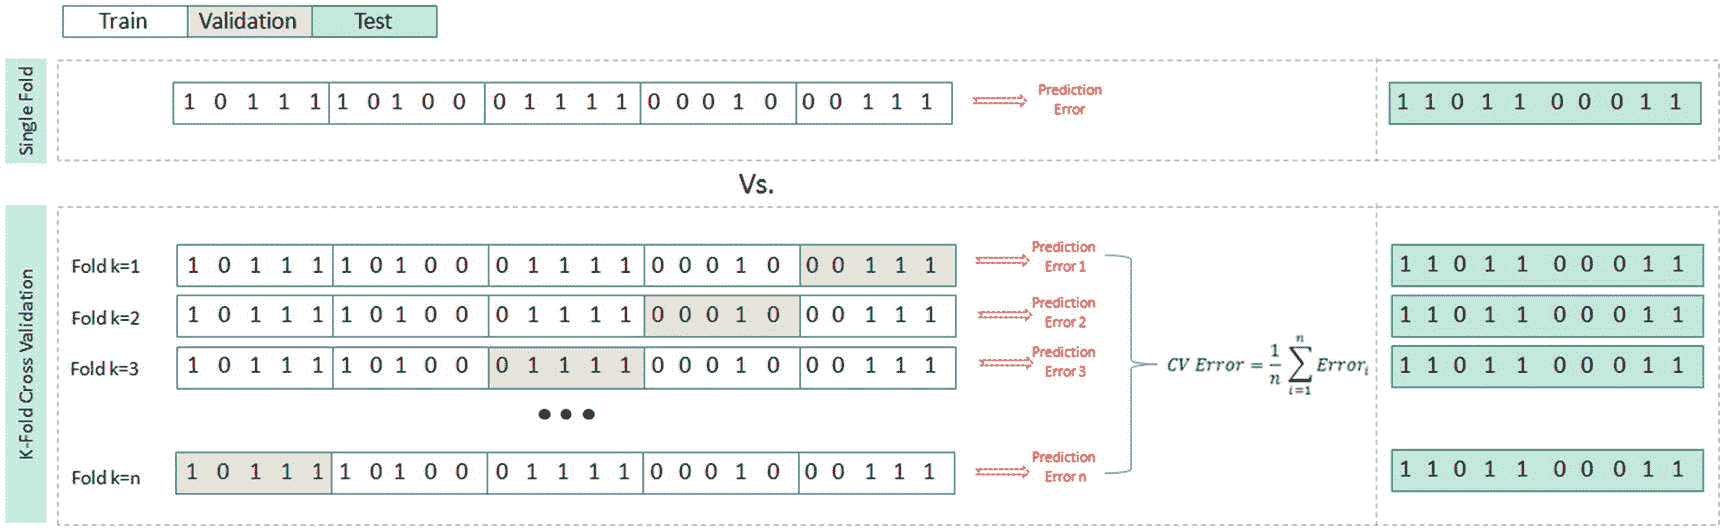 Train Validation Test
Single Fold
1 0 1 1 1 1 0 1 0 0 0 1 1 1 1 0 0 0 1 0 0 0 1 1 1
Prediction
Error
1 1 0 1 1 0 0 0 1 1
Vs.
K-Fold Cross Validation
Fold k=1
1 0 1 1 1 1 0 1 0 0 0 1 1 1 1 0 0 0 1 0 0 0 1 1 1
Prediction
Error 1
1 1 0 1 1 0 0 0 1 1
Fold k=2
1 0 1 1 1 1 0 1 0 0 0 1 1 1 1 0 0 0 1 0 0 0 1 1 1
Prediction
Error 2
1 1 0 1 1 0 0 0 1 1
Fold k=3
1 0 1 1 1 1 0 1 0 0 0 1 1 1 1 0 0 0 1 0 0 0 1 1 1
Prediction
Error 3
CV Error = 1/n ∑ i=1 n Error i
1 1 0 1 1 0 0 0 1 1
• • •
Fold k=n
1 0 1 1 1 1 0 1 0 0 0 1 1 1 1 0 0 0 1 0 0 0 1 1 1
Prediction
Error n
1 1 0 1 1 0 0 0 1 1